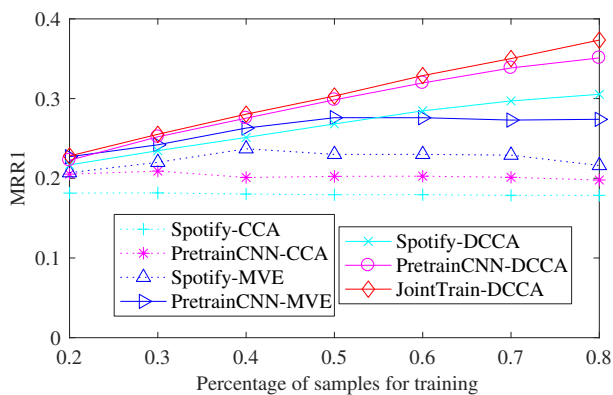 0.4
0.3
0.2
0.1
0
MRR1
Spotify-CCA
PretrainCNN-CCA
Spotify-MVE
PretrainCNN-MVE
Spotify-DCCA
PretrainCNN-DCCA
JointTrain-DCCA
0.2 0.3 0.4 0.5 0.6 0.7 0.8
Percentage of samples for training